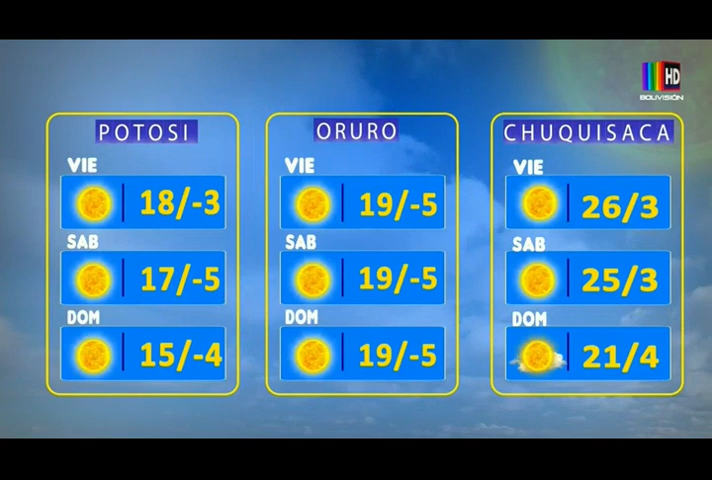 HD
BOLIVISIÓN
POTOSI
VIE
18/-3
SAB
17/-5
DOM
15/-4
ORURO
VIE
19/-5
SAB
19/-5
DOM
19/-5
CHUQUISACA
VIE
26/3
SAB
25/3
DOM
21/4